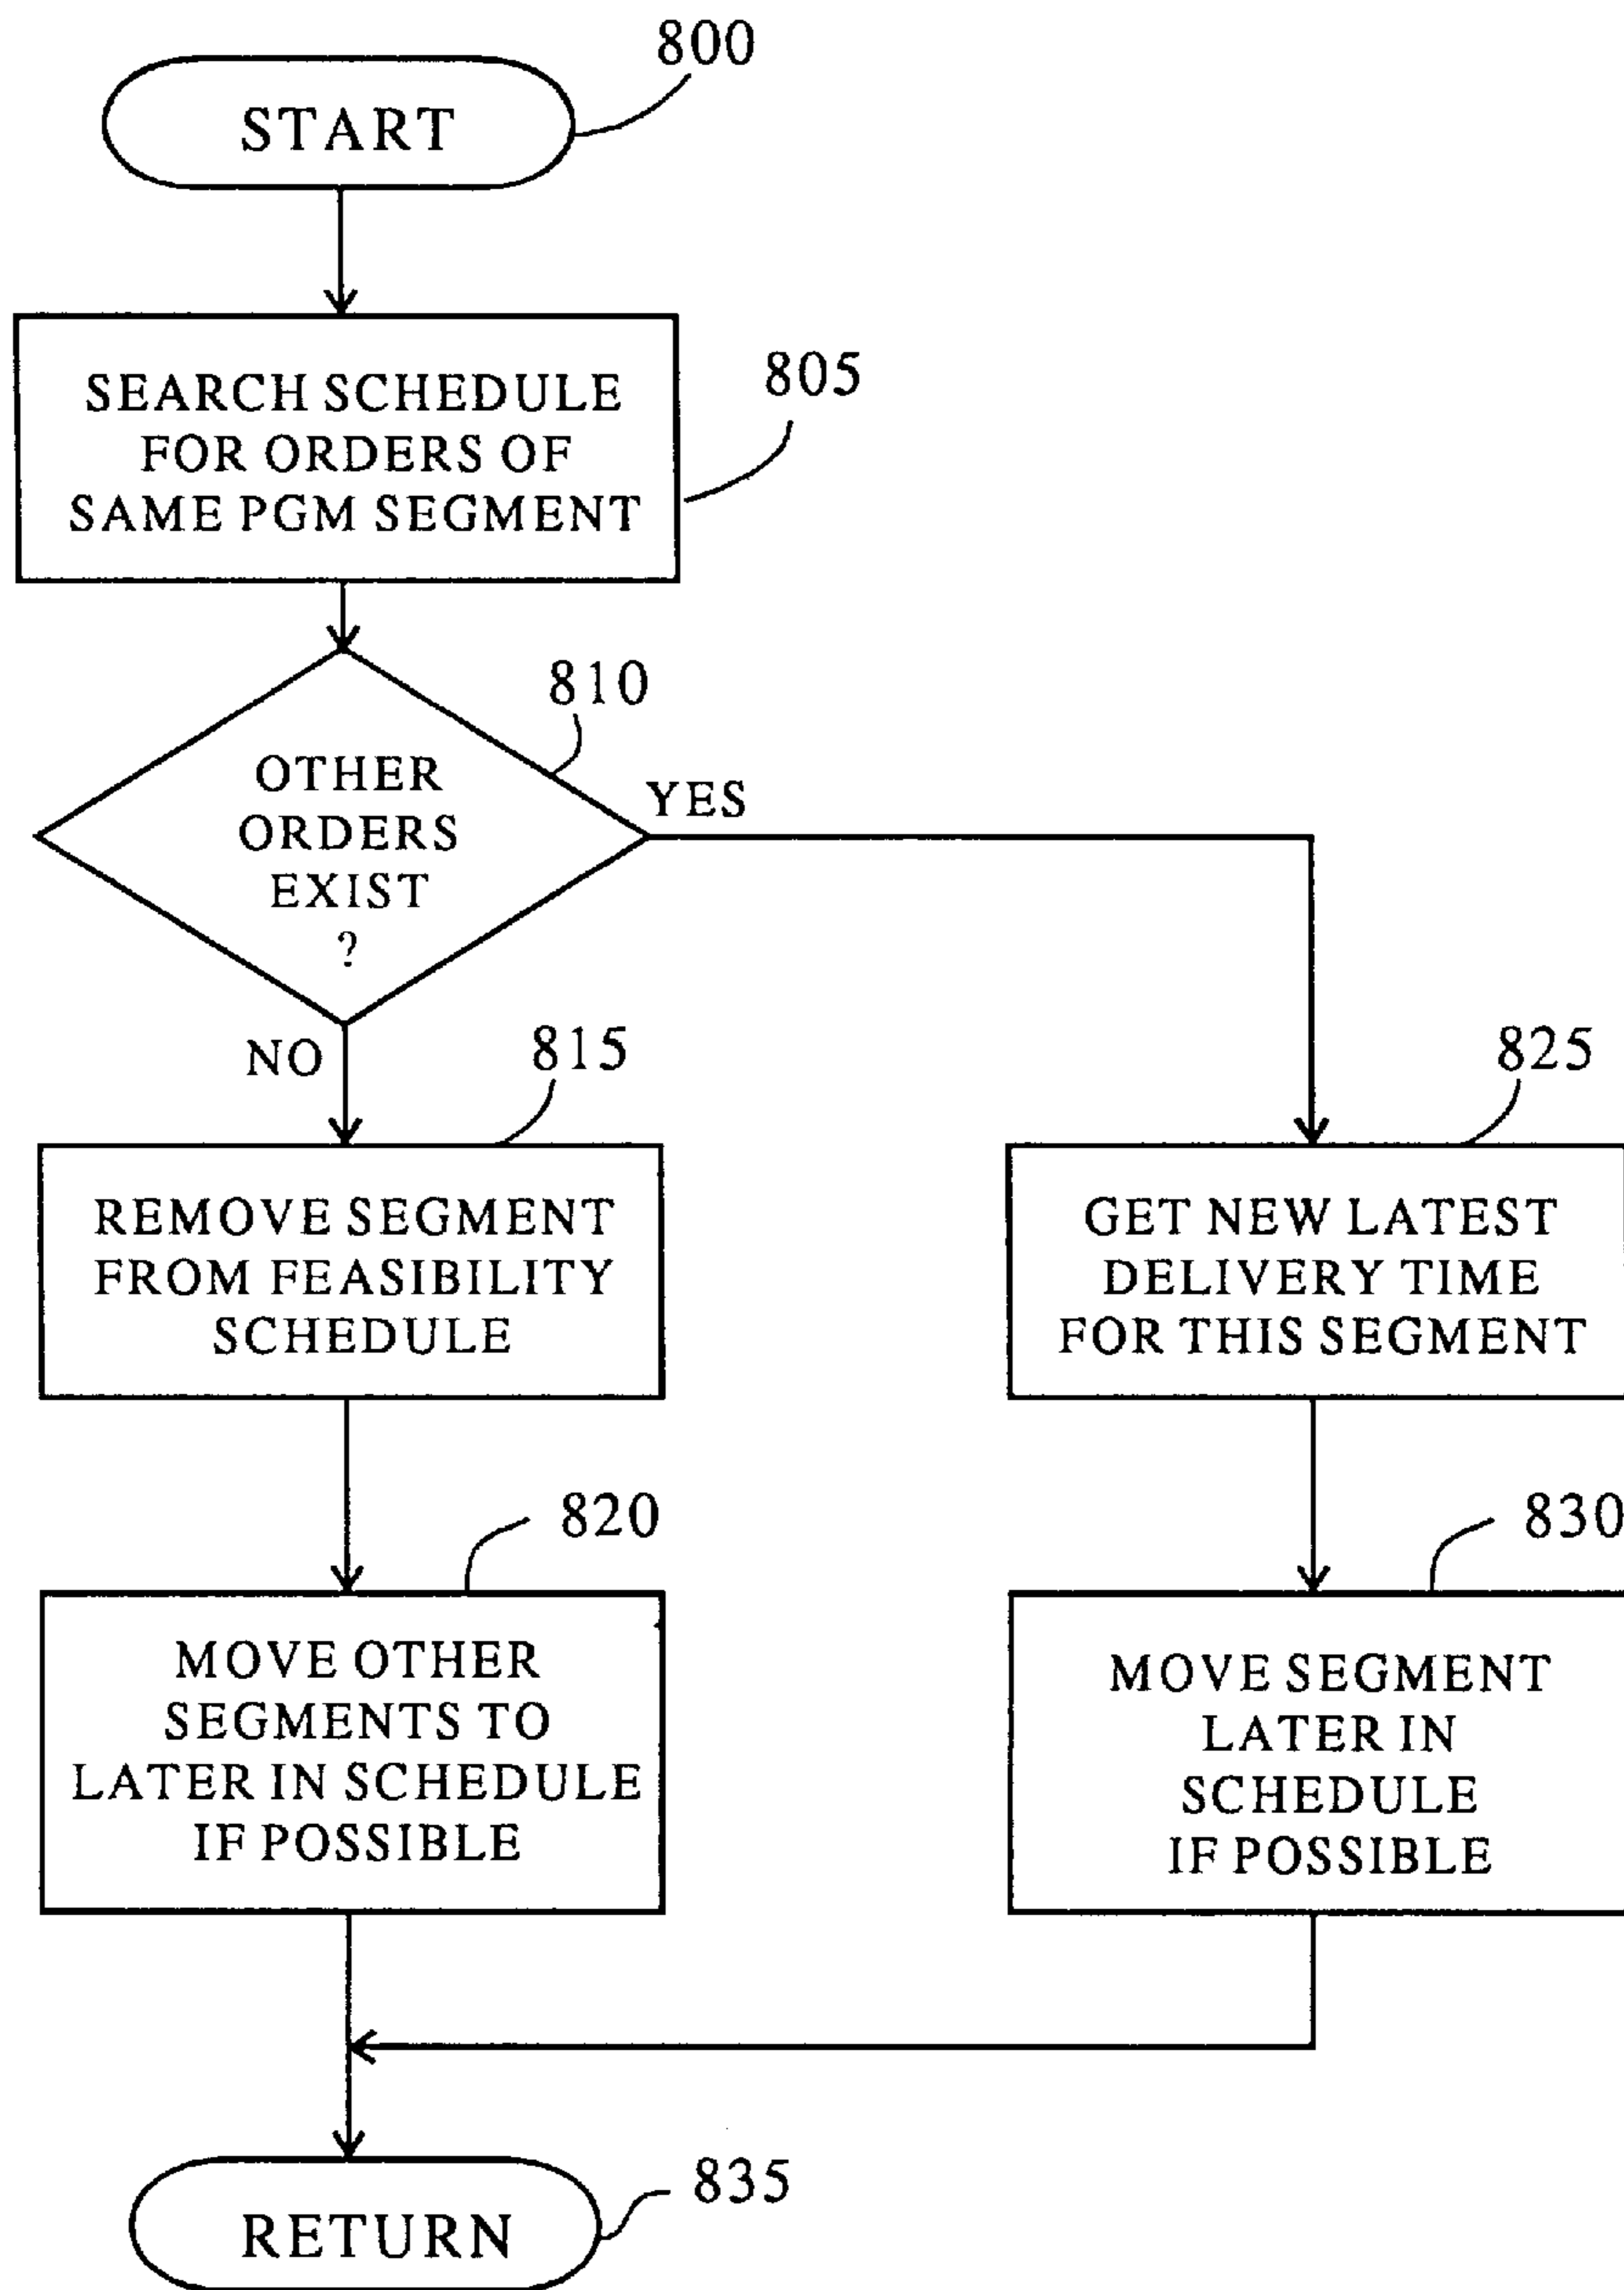 800
START
805
SEARCH SCHEDULE
FOR ORDERS OF
SAME PGM SEGMENT
810
OTHER
ORDERS
EXIST
?
YES
NO
815
REMOVE SEGMENT
FROM FEASIBILITY
SCHEDULE
825
GET NEW LATEST
DELIVERY TIME
FOR THIS SEGMENT
820
MOVE OTHER
SEGMENTS TO
LATER IN SCHEDULE
IF POSSIBLE
830
MOVE SEGMENT
LATER IN
SCHEDULE
IF POSSIBLE
835
RETURN